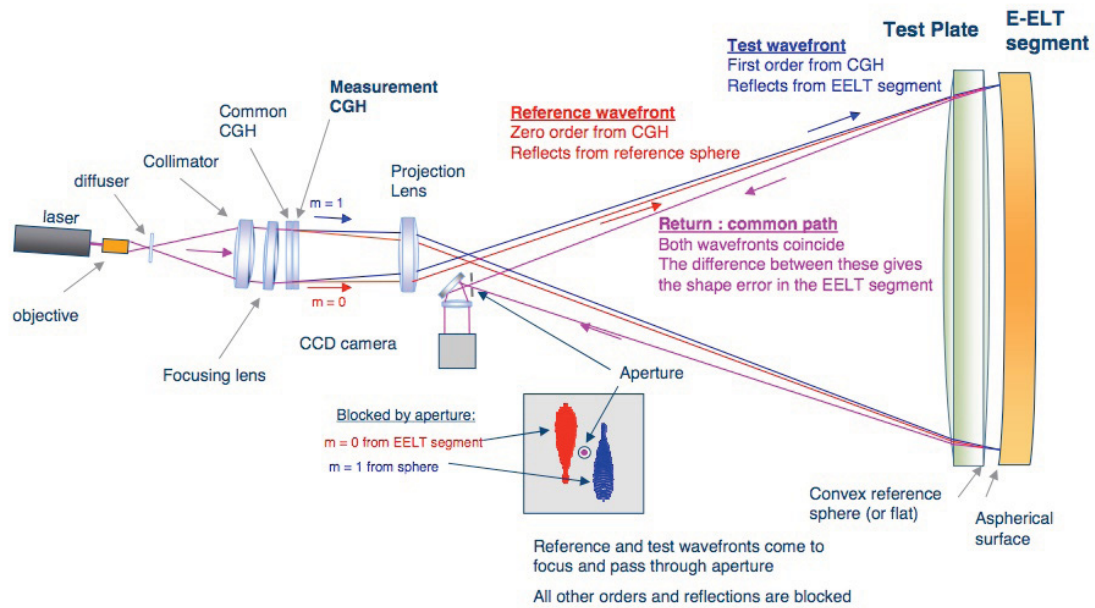 E-ELT
segment
Test Plate
Test wavefront
First order from CGH
Reflects from EELT segment
Measurement
CGH
Reference wavefront
Zero order from CGH
Reflects from reference sphere
Common
CGH
Collimator
Projection
Lens
diffuser
laser
m = 1
Return : common path
Both wavefronts coincide
The difference between these gives
the shape error in the EELT segment
m = 0
objective
CCD camera
Focusing lens
Aperture
Blocked by aperture:
m = 0 from EELT segment
m = 1 from sphere
Convex reference
sphere (or flat)
Aspherical
surface
Reference and test wavefronts come to
focus and pass through aperture
All other orders and reflections are blocked